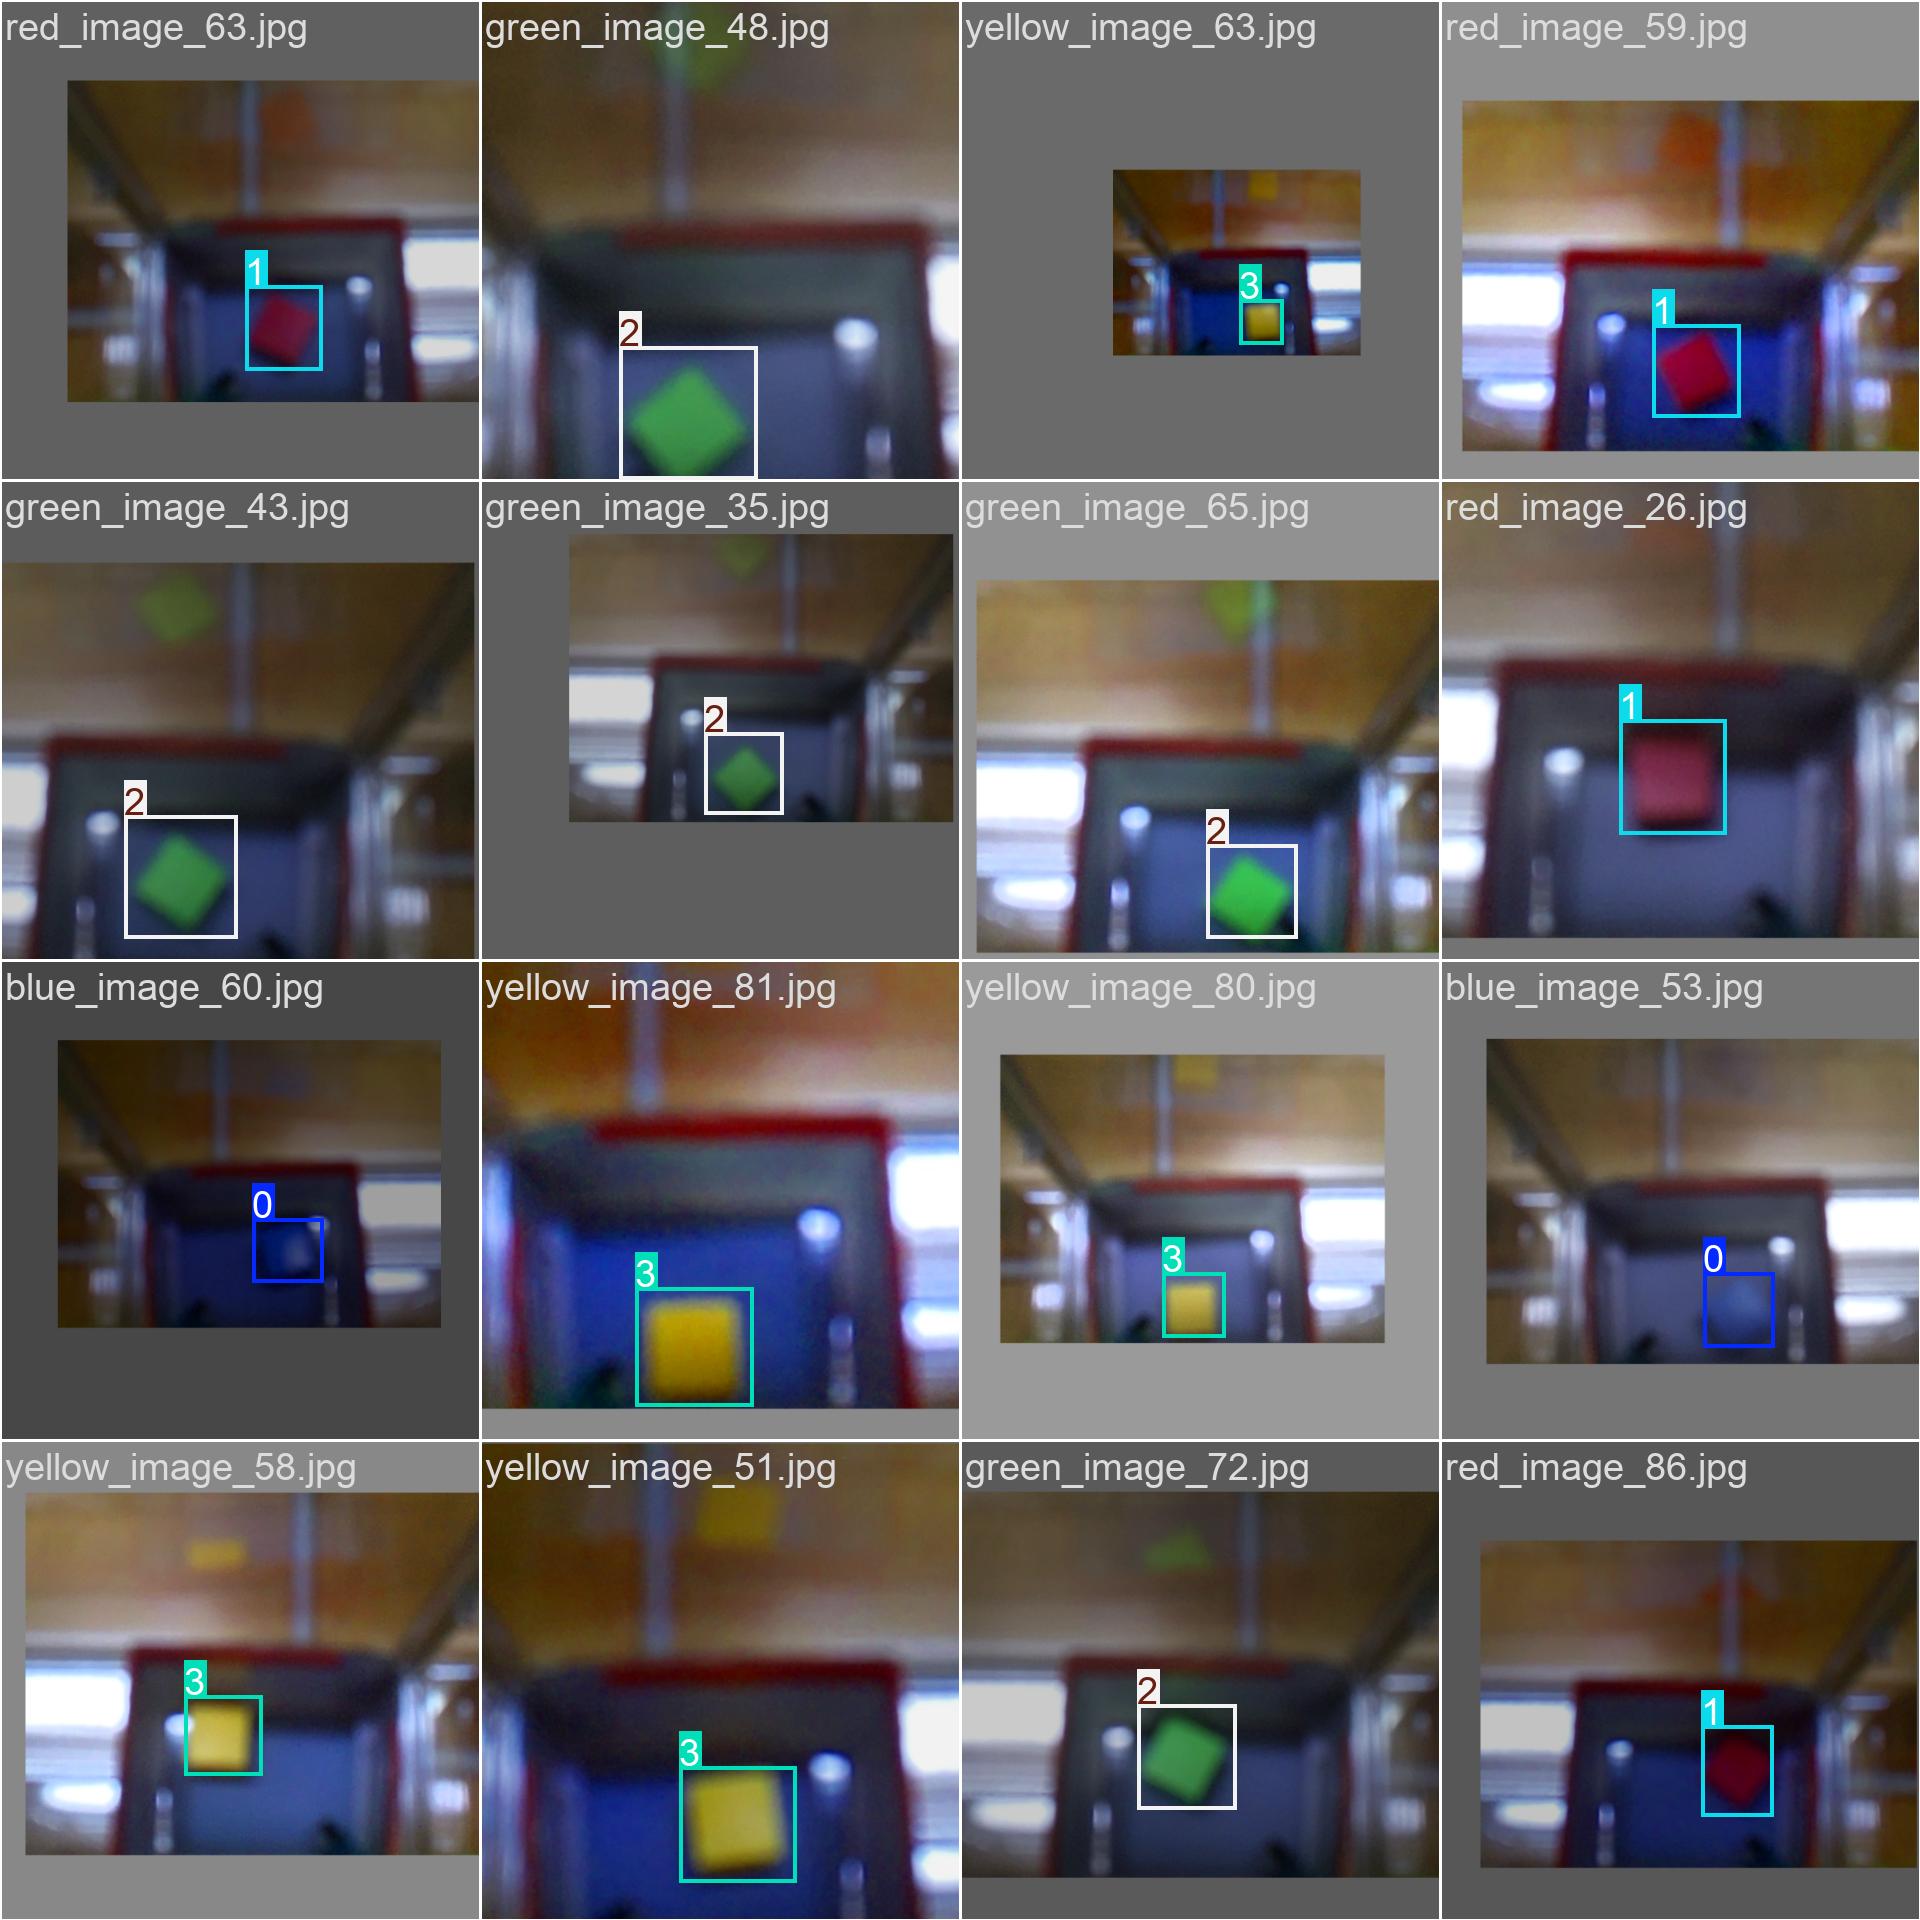 red_image_63.jpg
green_image_48.jpg
yellow_image_63.jpg
red_image_59.jpg
1
2
3
1
green_image_43.jpg
green_image_35.jpg
green_image_65.jpg
red_image_26.jpg
2
2
2
1
blue_image_60.jpg
yellow_image_81.jpg
yellow_image_80.jpg
blue_image_53.jpg
0
3
3
0
yellow_image_58.jpg
yellow_image_51.jpg
green_image_72.jpg
red_image_86.jpg
3
3
2
1